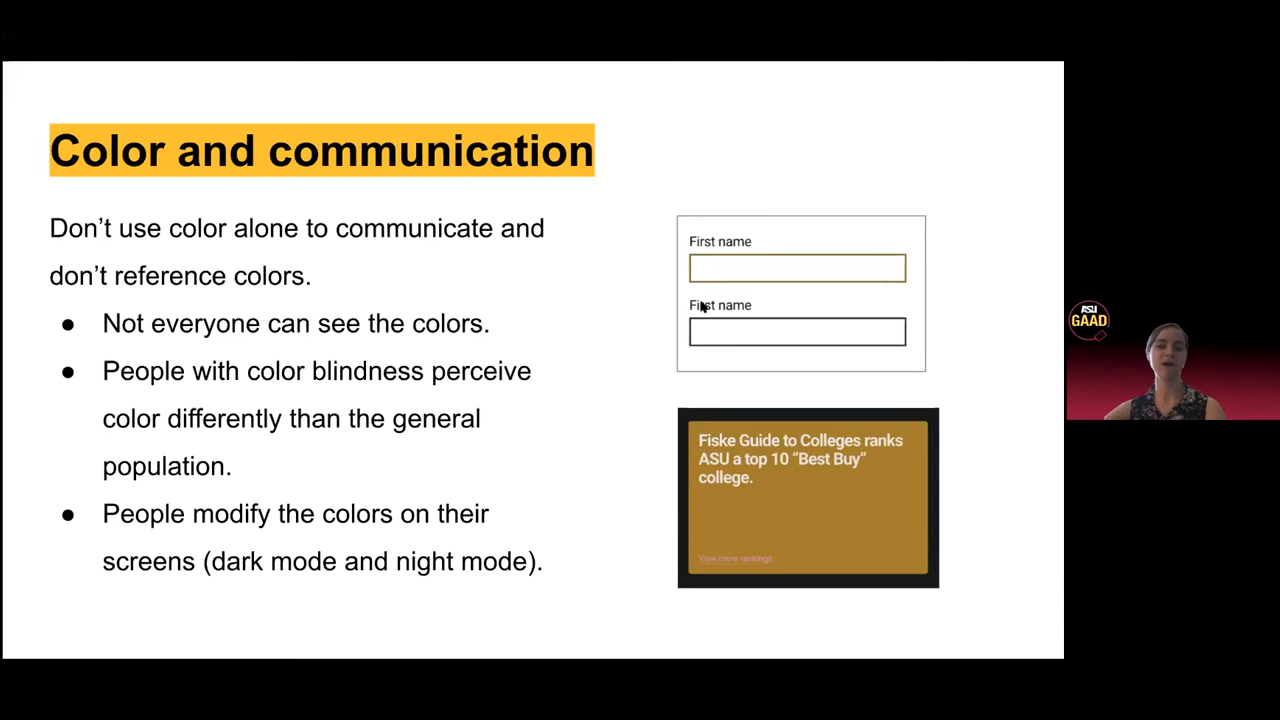 Color and communication
Don’t use color alone to communicate and
don’t reference colors.
● Not everyone can see the colors.
● People with color blindness perceive
color differently than the general
population.
● People modify the colors on their
screens (dark mode and night mode).
First name
First name
Fiske Guide to Colleges ranks
ASU a top 10 “Best Buy”
college.
View more rankings
ASU
GAAD